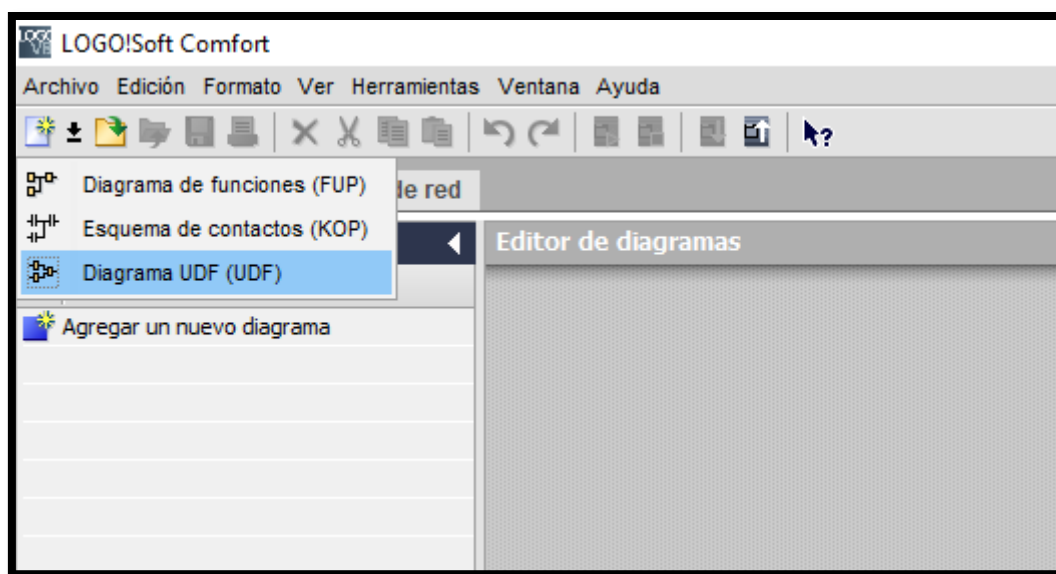 LOGO!Soft Comfort
Archivo Edición Formato Ver Herramientas Ventana Ayuda
Diagrama de funciones (FUP)
de red
Esquema de contactos (KOP)
Editor de diagramas
Diagrama UDF (UDF)
Agregar un nuevo diagrama